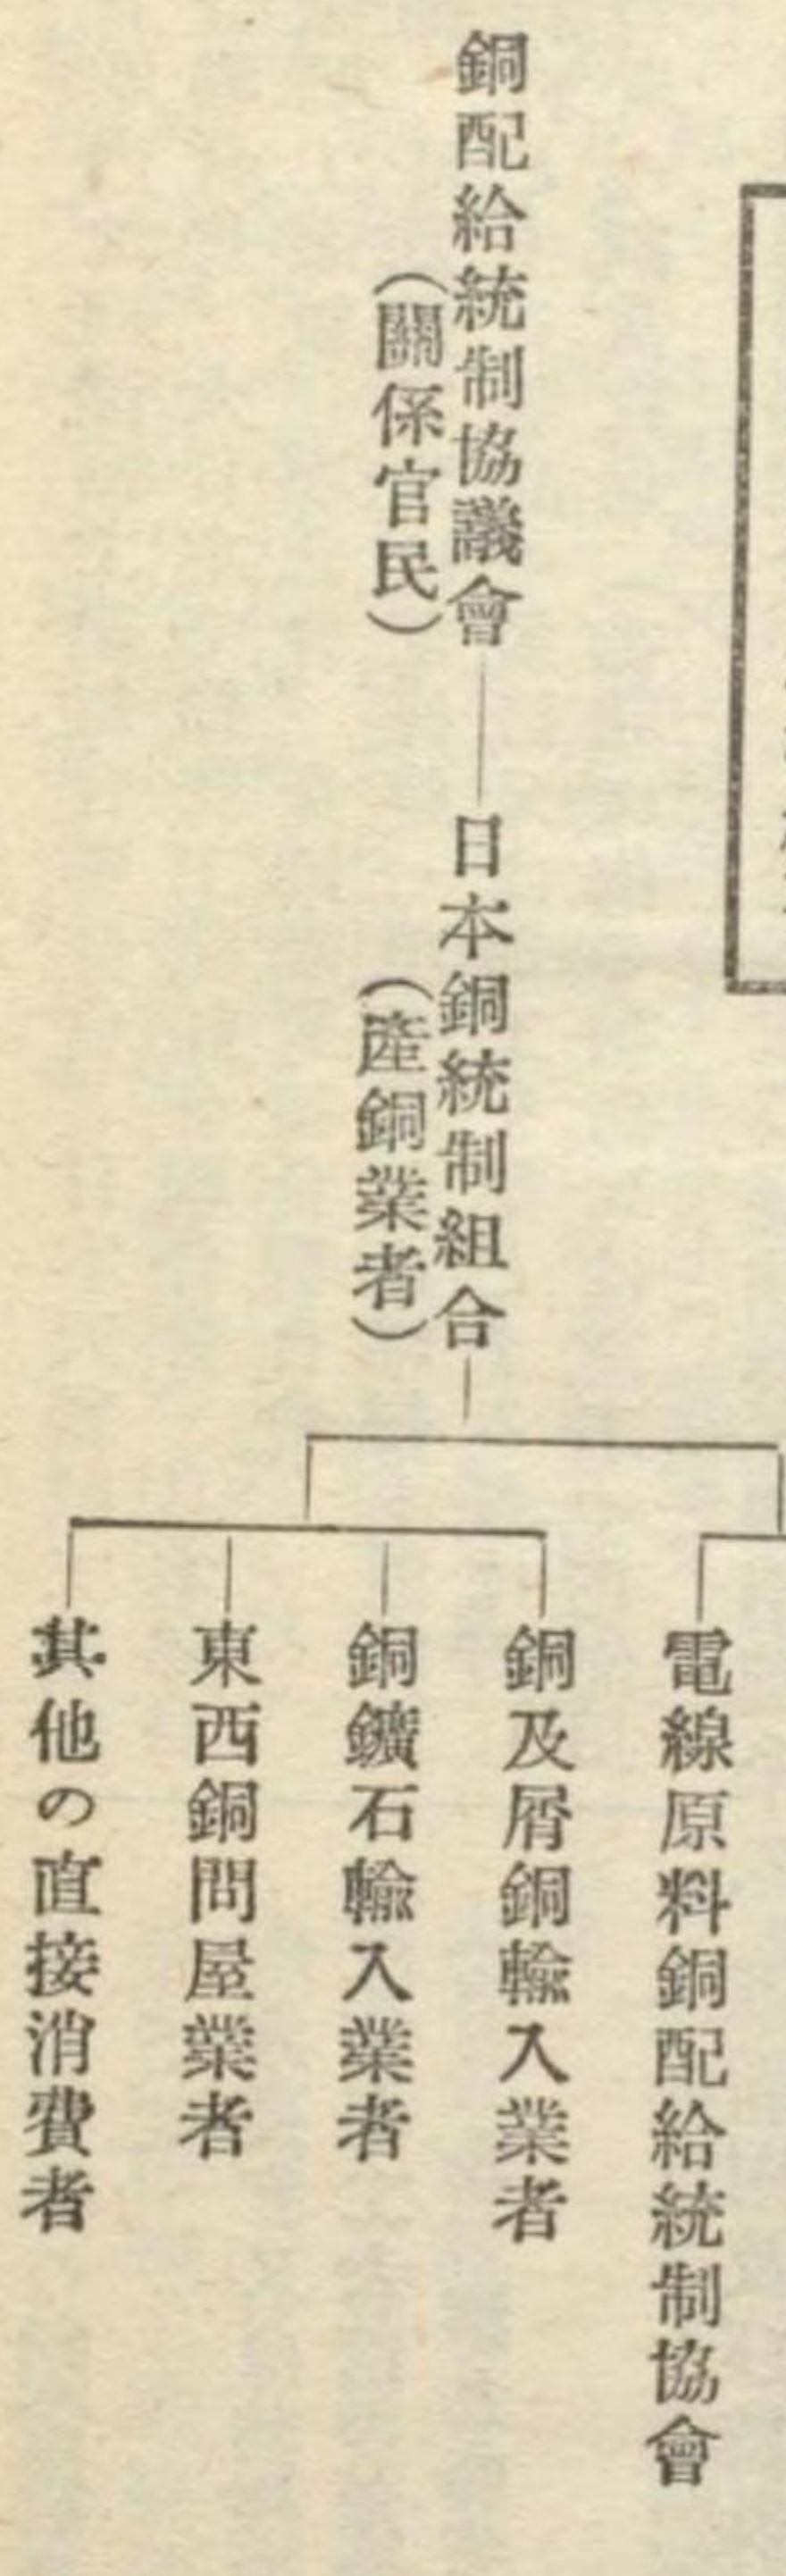 銅配給統制協議會
(關係官民)
日本銅統制組合
(產銅業者)
電線原料銅配給統制協會
銅及屑銅輸入業者
銅鑛石輸入業者
東西銅問屋業者
其他の直接消費者